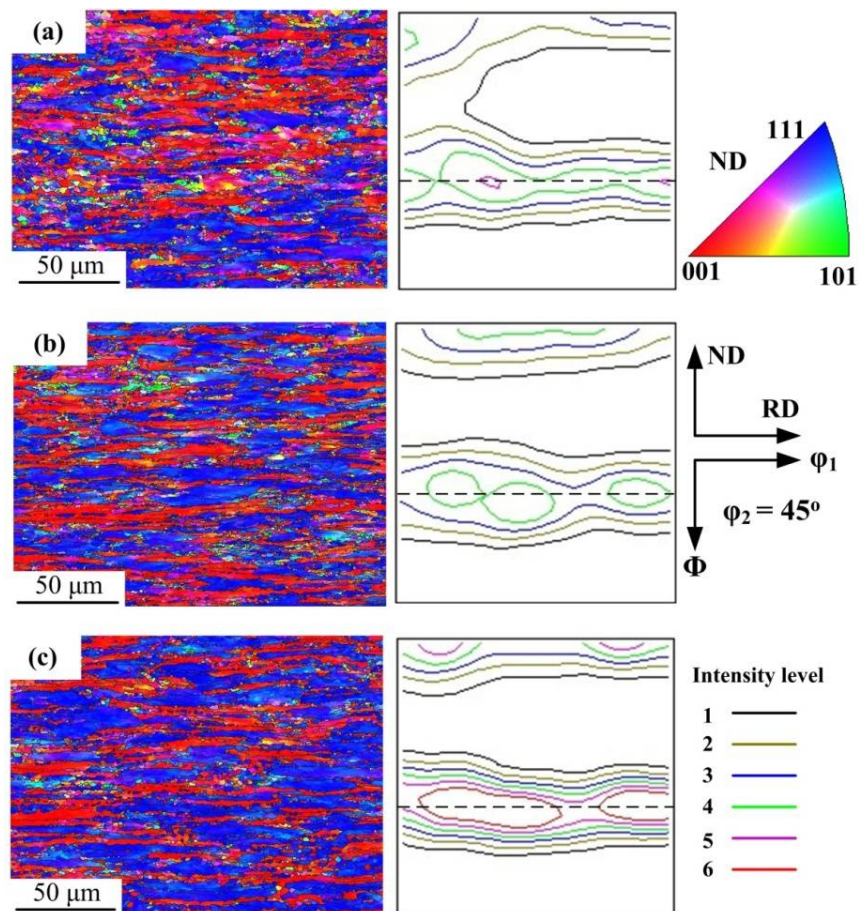 (a)
50 μm
111
ND
001
101
(b)
50 μm
ND
RD
φ1
φ2 = 45°
Φ
(c)
50 μm
Intensity level
1
2
3
4
5
6